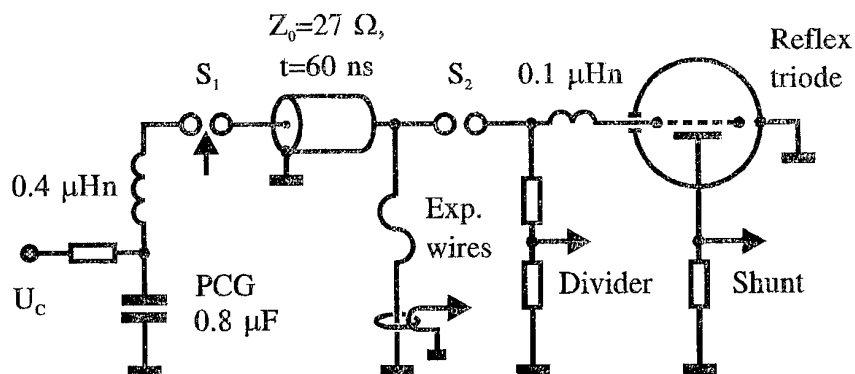 Z₀=27 Ω,
t=60 ns
S₁
S₂
0.1 μHn
Reflex
triode
0.4 μHn
Exp.
wires
U_C
PCG
0.8 μF
Divider
Shunt